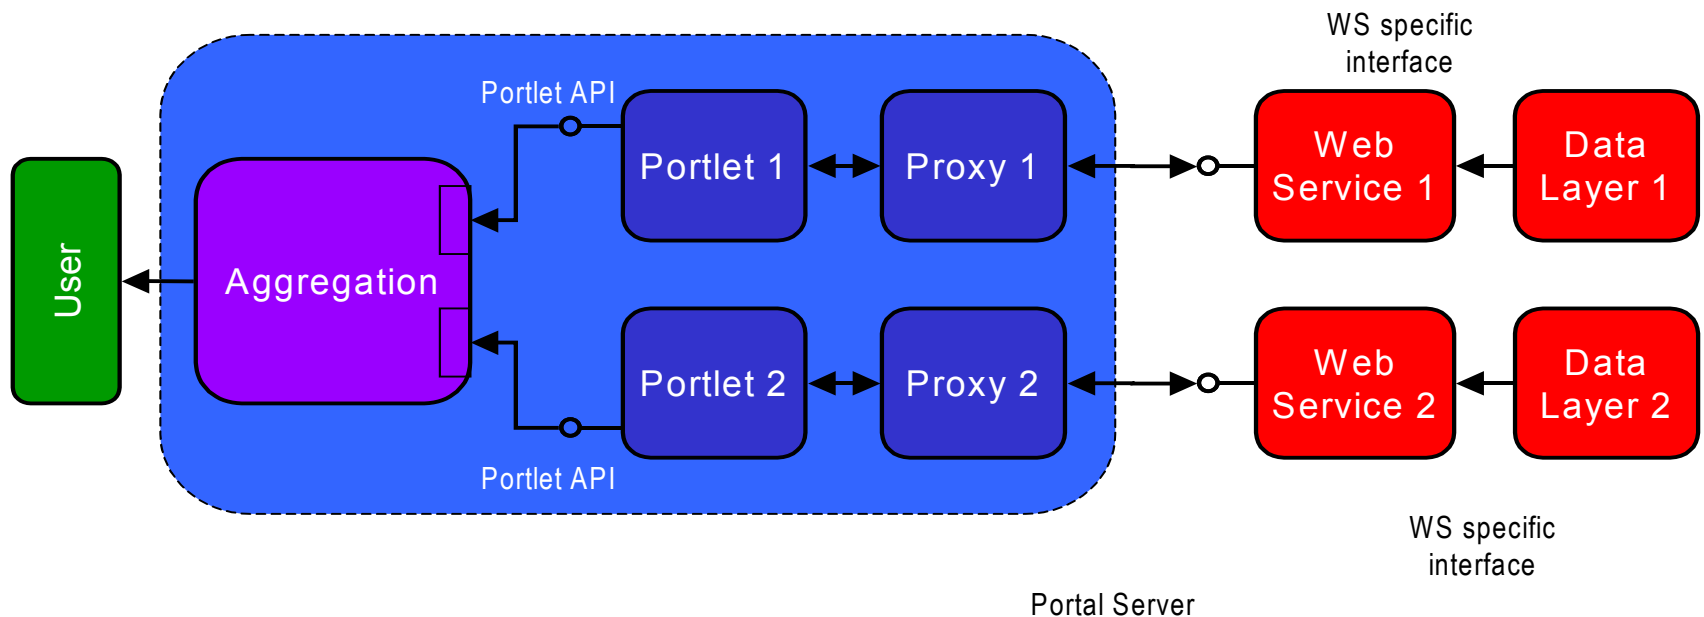 WS specific
interface
Portlet API
Portlet 1
Proxy 1
Web
Service 1
Data
Layer 1
User
Aggregation
Portlet 2
Proxy 2
Web
Service 2
Data
Layer 2
Portlet API
WS specific
interface
Portal Server